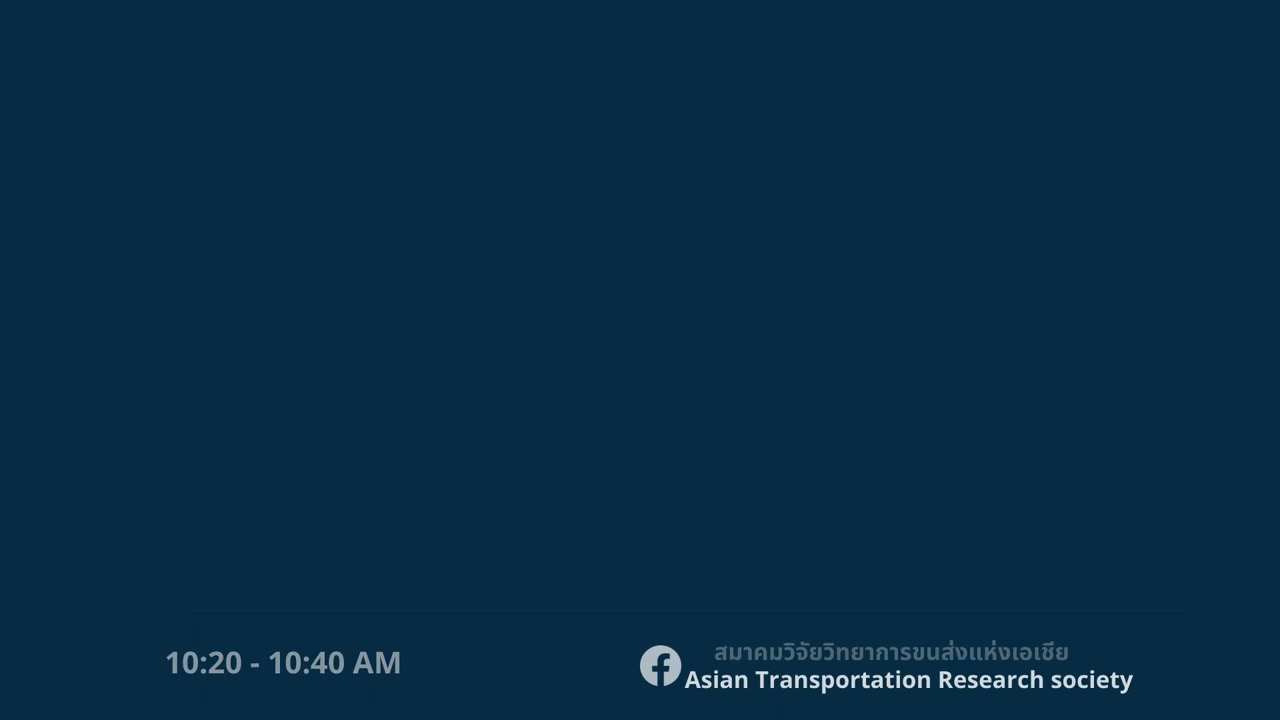 10:20 - 10:40 AM
สมาคมวิจัยวิทยาการขนส่งแห่งเอเชีย
Asian Transportation Research society